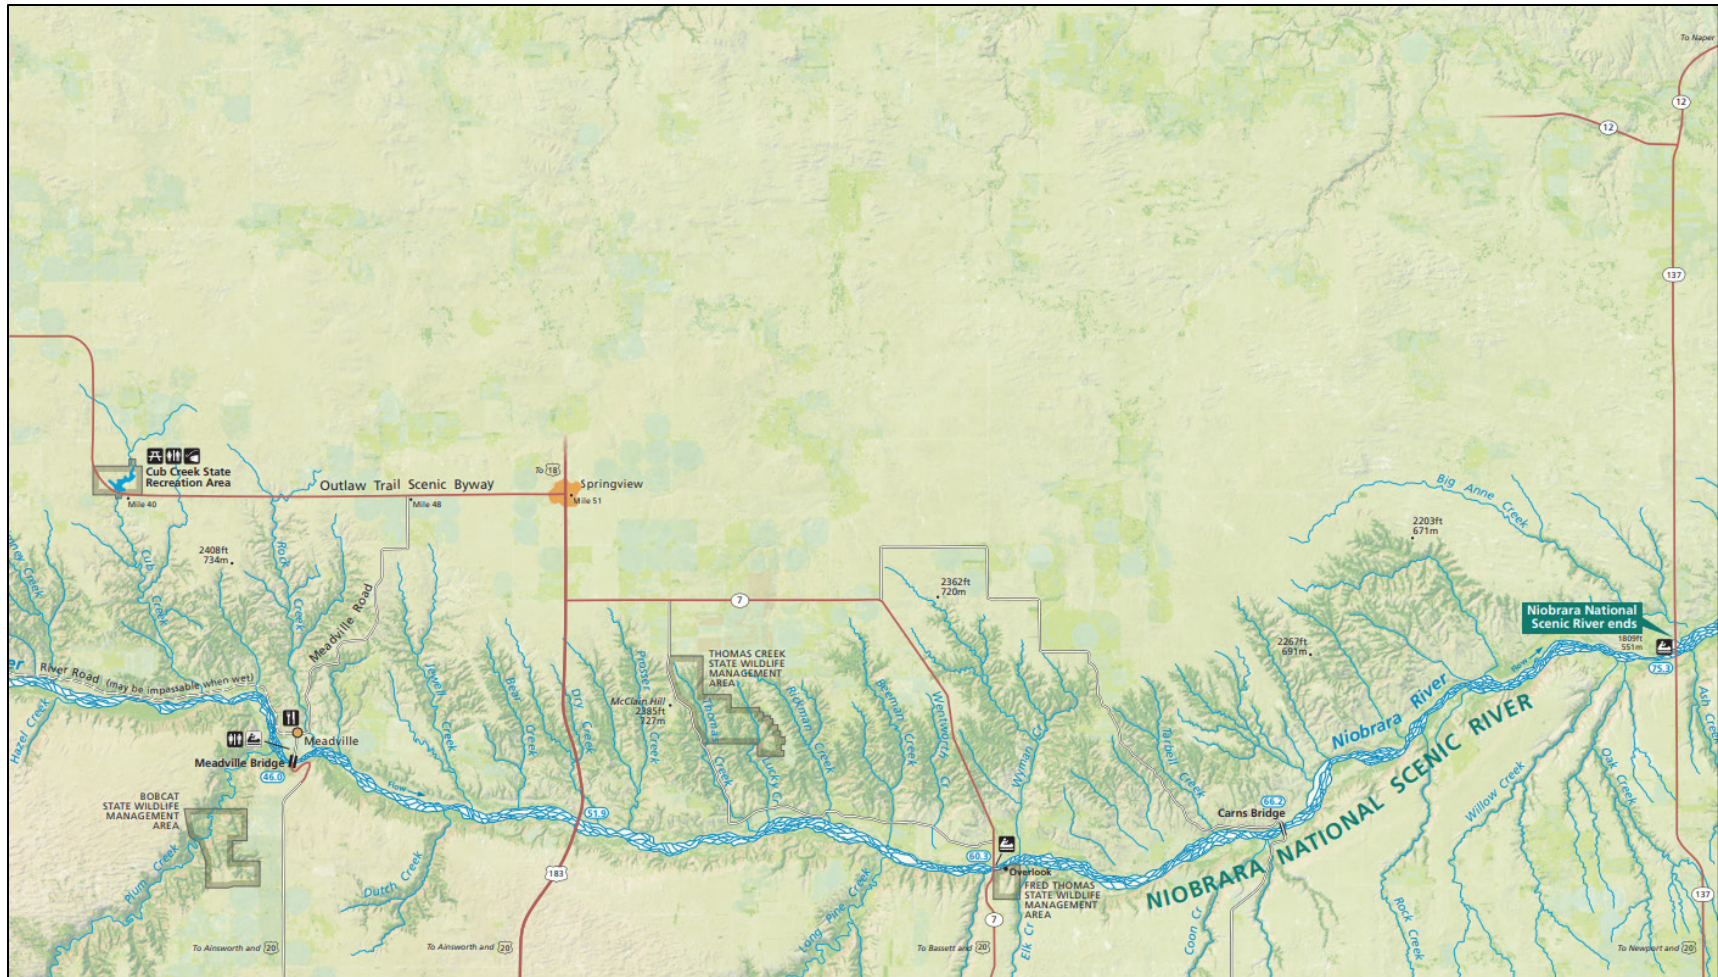 To Naper
12
12
137
Cub Creek State
Recreation Area
Outlaw Trail Scenic Byway
To 18
Springview
Mile 40
Mile 48
Mile 51
Big Anne Creek
2203ft
671m
2408ft
734m
Cub Creek
Rock Creek
Meadville Road
2362ft
720m
7
Niobrara National
Scenic River ends
1809ft
551m
75.3
2267ft
691m
River Road (may be impassable when wet)
Hazel Creek
Jewel Creek
Bear Creek
Dry Creek
Prosser Creek
McClain Hill
2385ft
727m
THOMAS CREEK
STATE WILDLIFE
MANAGEMENT
AREA
Thomas Creek
Lucky Cr
Rickman Creek
Beeman Creek
Wentworth Cr
Wyman Cr
Tarbell Creek
Niobrara River
flow
Ash Creek
Meadville
Meadville Bridge
46.0
Flow
51.9
BOBCAT
STATE WILDLIFE
MANAGEMENT
AREA
Plum Creek
Dutch Creek
183
Long Pine Creek
60.3
Overlook
FRED THOMAS
STATE WILDLIFE
MANAGEMENT
AREA
66.2
Carns Bridge
NIOBRARA NATIONAL SCENIC RIVER
Willow Creek
Oak Creek
Rock Creek
Coon Cr
Elk Cr
7
137
To Ainsworth and 20
To Ainsworth and 20
To Bassett and 20
To Newport and 20